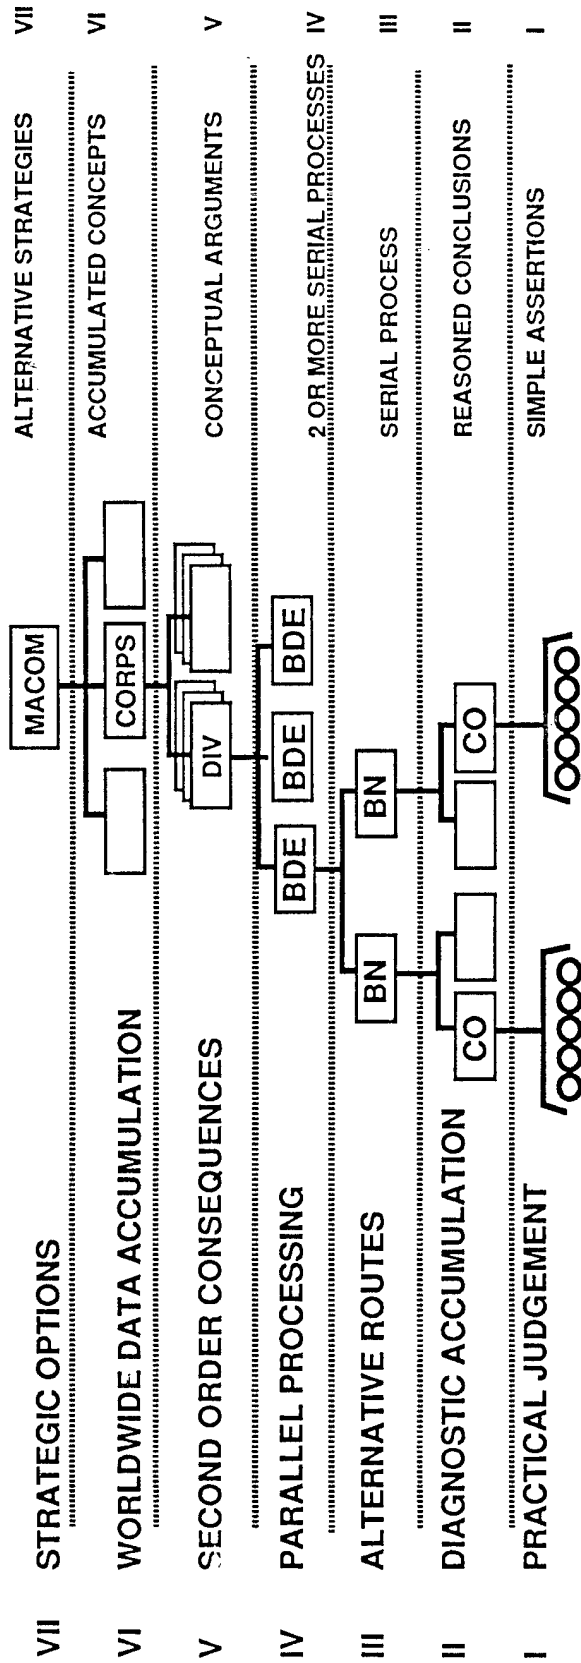 VII STRATEGIC OPTIONS MACOM ALTERNATIVE STRATEGIES VII
VI WORLDWIDE DATA ACCUMULATION CORPS ACCUMULATED CONCEPTS VI
V SECOND ORDER CONSEQUENCES DIV CONCEPTUAL ARGUMENTS V
IV PARALLEL PROCESSING BDE BDE BDE 2 OR MORE SERIAL PROCESSES IV
III ALTERNATIVE ROUTES BN BN SERIAL PROCESS III
II DIAGNOSTIC ACCUMULATION CO CO REASONED CONCLUSIONS II
I PRACTICAL JUDGEMENT SIMPLE ASSERTIONS I